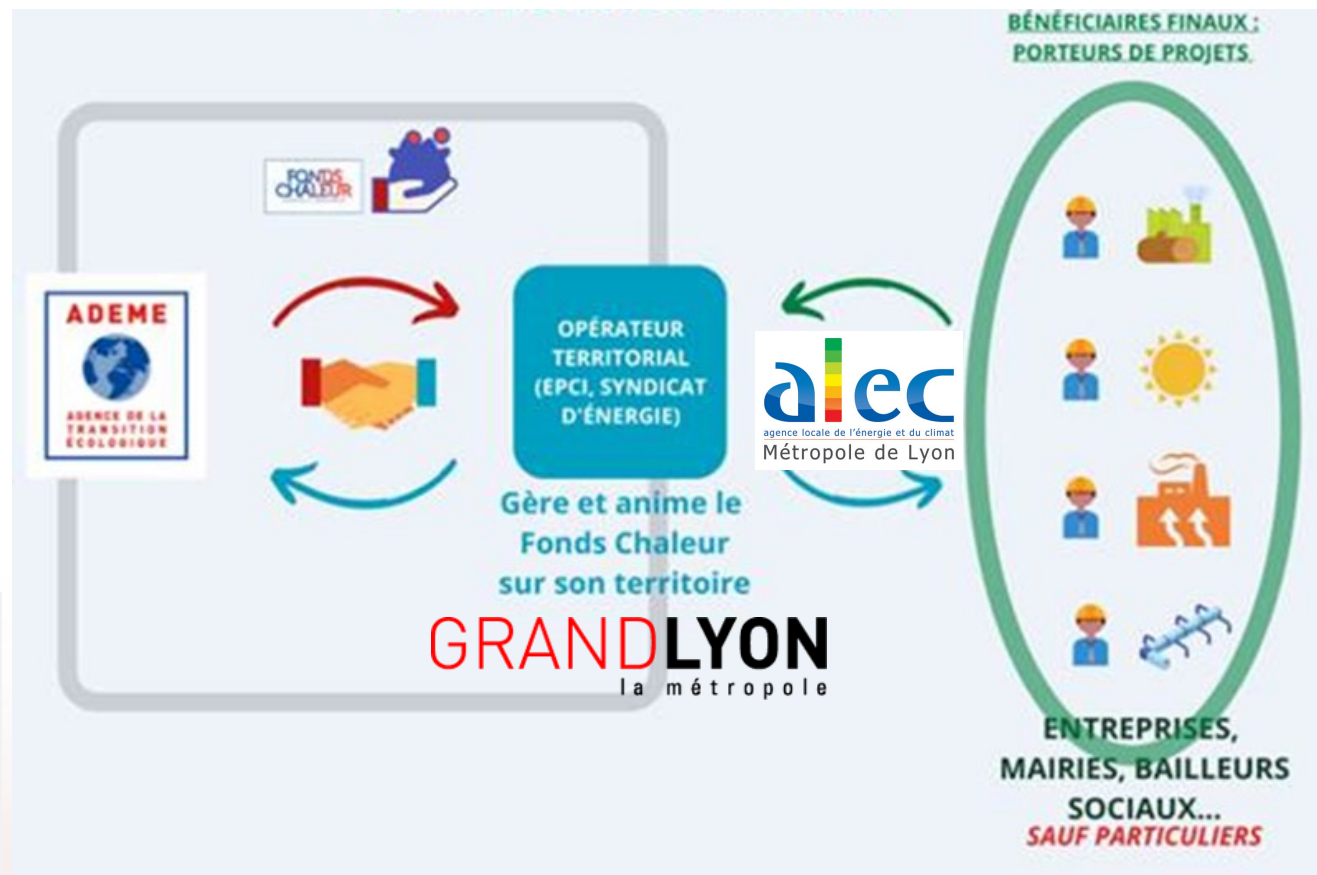 BÉNÉFICIAIRES FINAUX :
PORTEURS DE PROJETS
FONDS
CHALEUR
ADEME
AGENCE DE LA
TRANSITION
ÉCOLOGIQUE
OPÉRATEUR
TERRITORIAL
(EPCI, SYNDICAT
D'ÉNERGIE)
alec
agence locale de l'énergie et du climat
Métropole de Lyon
Gère et anime le
Fonds Chaleur
sur son territoire
GRANDLYON
la métropole
ENTREPRISES,
MAIRIES, BAILLEURS
SOCIAUX...
SAUF PARTICULIERS